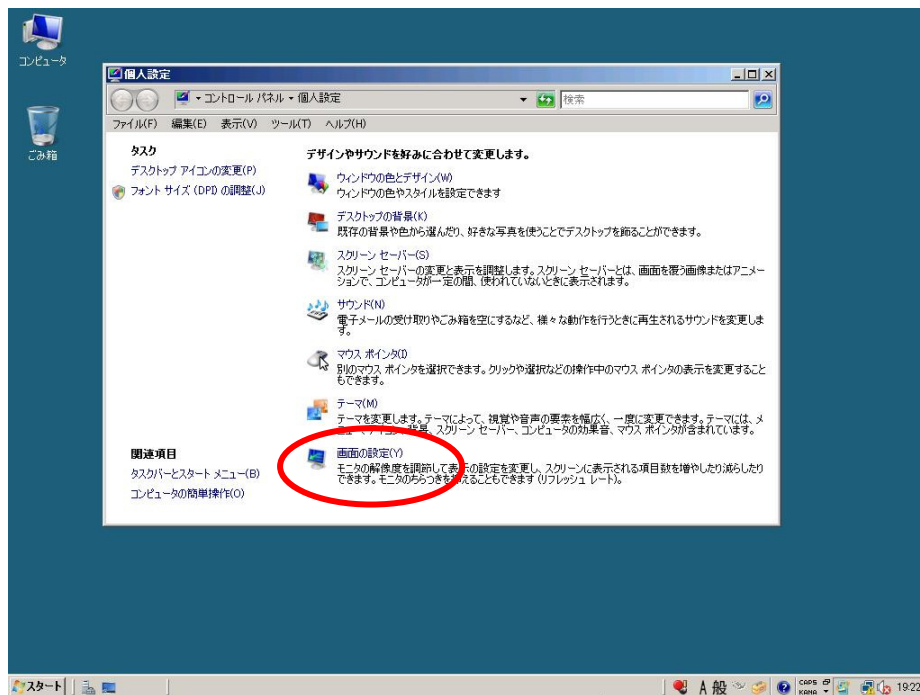 コンピュータ
ごみ箱
個人設定
コントロール パネル
個人設定
検索
ファイル(F) 編集(E) 表示(V) ツール(T) ヘルプ(H)
タスク
デスクトップ アイコンの変更(P)
フォント サイズ (DPI) の調整(J)
デザインやサウンドを好みに合わせて変更します。
ウィンドウの色とデザイン(W)
ウィンドウの色やスタイルを設定できます
デスクトップの背景(K)
既存の背景や色から選んだり、好きな写真を使うことでデスクトップを飾ることができます。
スクリーン セーバー(S)
スクリーン セーバーの変更と表示を調整します。スクリーン セーバーとは、画面を覆う画像またはアニメー
ションで、コンピュータが一定の間、使われていないときに表示されます。
サウンド(N)
電子メールの受け取りやごみ箱を空にするなど、様々な動作を行うときに再生されるサウンドを変更しま
す。
マウス ポインタ(I)
別のマウス ポインタを選択できます。クリックや選択などの操作中のマウス ポインタの表示を変更すること
もできます。
テーマ(M)
テーマを変更します。テーマによって、視覚や音声の要素を幅広く、一度に変更できます。テーマには、メ
ニュー、アイコン、背景、スクリーン セーバー、コンピュータの効果音、マウス ポインタが含まれています。
関連項目
タスクバーとスタート メニュー(B)
コンピュータの簡単操作(O)
画面の設定(Y)
モニタの解像度を調節して表示の設定を変更し、スクリーンに表示される項目数を増やしたり減らしたり
できます。モニタのちらつきを抑えることもできます (リフレッシュ レート)。
スタート
A 般
CAPS
KANA
19:23